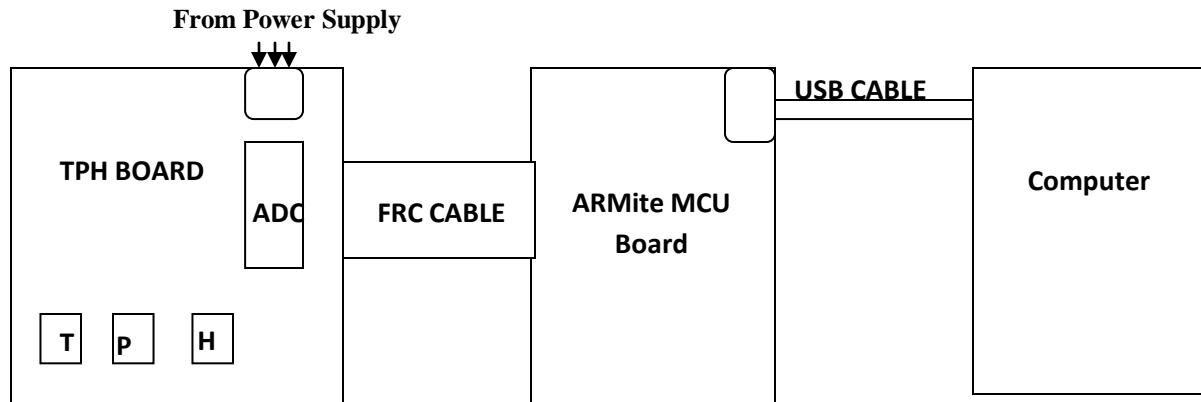 From Power Supply
USB CABLE
TPH BOARD
ADC
FRC CABLE
ARMite MCU
Board
Computer
T
P
H